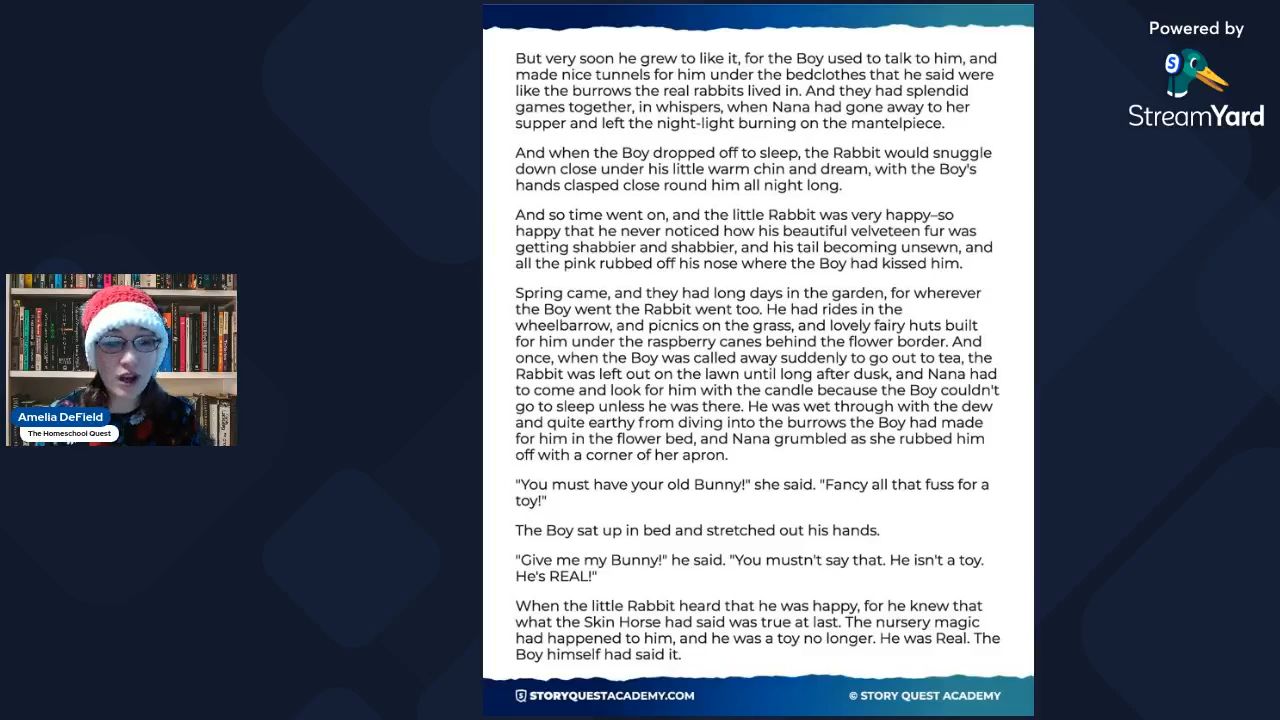 But very soon he grew to like it, for the Boy used to talk to him, and
made nice tunnels for him under the bedclothes that he said were
like the burrows the real rabbits lived in. And they had splendid
games together, in whispers, when Nana had gone away to her
supper and left the night-light burning on the mantelpiece.
And when the Boy dropped off to sleep, the Rabbit would snuggle
down close under his little warm chin and dream, with the Boy's
hands clasped close round him all night long.
And so time went on, and the little Rabbit was very happy–so
happy that he never noticed how his beautiful velveteen fur was
getting shabbier and shabbier, and his tail becoming unsewn, and
all the pink rubbed off his nose where the Boy had kissed him.
Spring came, and they had long days in the garden, for wherever
the Boy went the Rabbit went too. He had rides in the
wheelbarrow, and picnics on the grass, and lovely fairy huts built
for him under the raspberry canes behind the flower border. And
once, when the Boy was called away suddenly to go out to tea, the
Rabbit was left out on the lawn until long after dusk, and Nana had
to come and look for him with the candle because the Boy couldn't
go to sleep unless he was there. He was wet through with the dew
and quite earthy from diving into the burrows the Boy had made
for him in the flower bed, and Nana grumbled as she rubbed him
off with a corner of her apron.
"You must have your old Bunny!" she said. "Fancy all that fuss for a
toy!"
The Boy sat up in bed and stretched out his hands.
"Give me my Bunny!" he said. "You mustn't say that. He isn't a toy.
He's REAL!"
When the little Rabbit heard that he was happy, for he knew that
what the Skin Horse had said was true at last. The nursery magic
had happened to him, and he was a toy no longer. He was Real. The
Boy himself had said it.
STORYQUESTACADEMY.COM
© STORY QUEST ACADEMY
Amelia DeField
The Homeschool Quest
Powered by
S
StreamYard